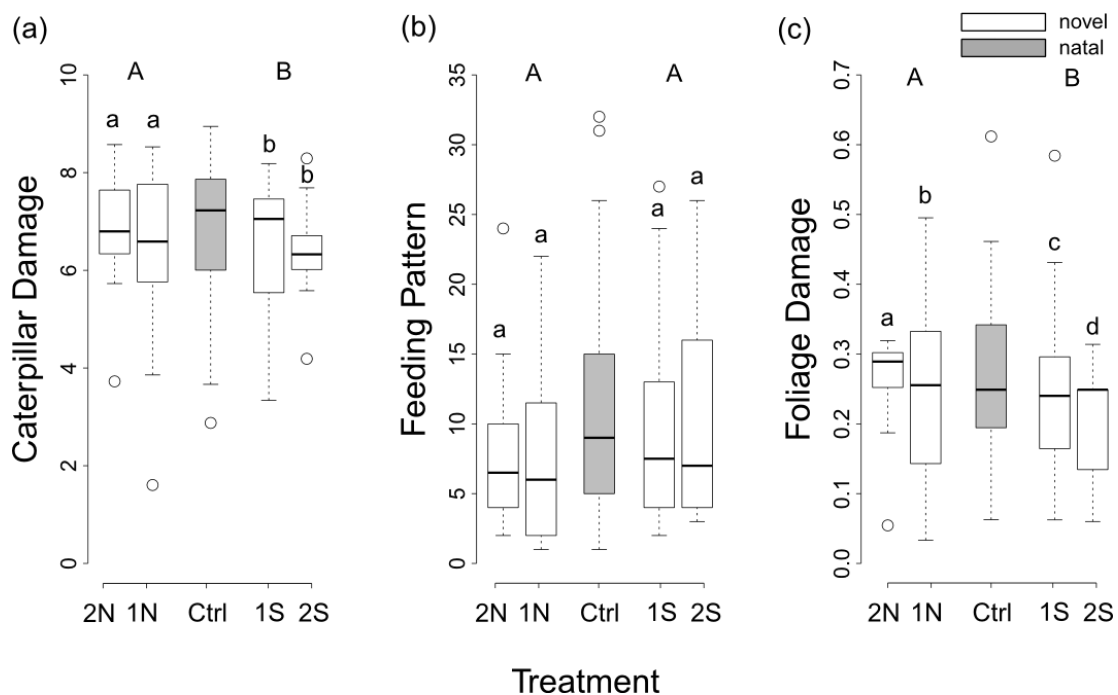 (a)
Caterpillar Damage
0
2
4
6
8
10
A
B
a
a
b
b
2N 1N Ctrl 1S 2S
(b)
Feeding Pattern
0
5
10
15
20
25
30
35
A
A
a
a
a
a
2N 1N Ctrl 1S 2S
(c)
novel
natal
Foliage Damage
0.0
0.1
0.2
0.3
0.4
0.5
0.6
0.7
A
B
a
b
c
d
2N 1N Ctrl 1S 2S
Treatment